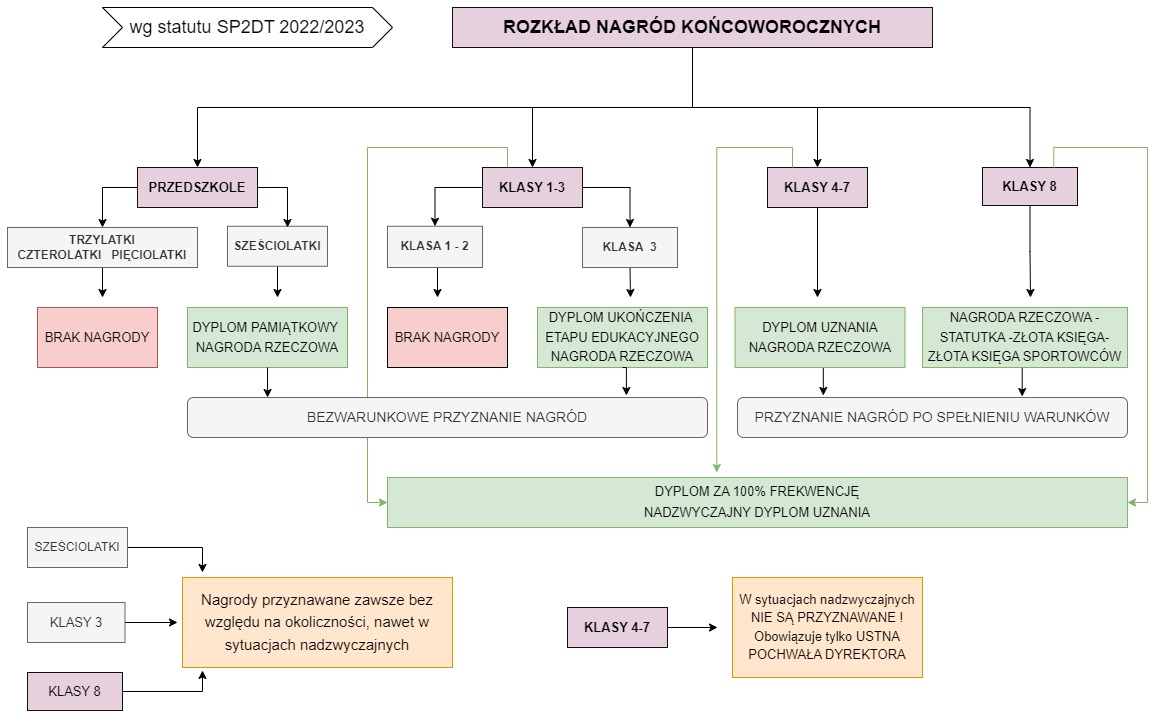 wg statutu SP2DT 2022/2023
ROZKŁAD NAGRÓD KOŃCOWOROCZNYCH
PRZEDSZKOLE
KLASY 1-3
KLASY 4-7
KLASY 8
TRZYLATKI
CZTEROLATKI PIĘCIOLATKI
SZEŚCIOLATKI
KLASA 1 - 2
KLASA 3
BRAK NAGRODY
DYPLOM PAMIĄTKOWY
NAGRODA RZECZOWA
BRAK NAGRODY
DYPLOM UKOŃCZENIA
ETAPU EDUKACYJNEGO
NAGRODA RZECZOWA
DYPLOM UZNANIA
NAGRODA RZECZOWA
NAGRODA RZECZOWA -
STATUTKA -ZŁOTA KSIĘGA-
ZŁOTA KSIĘGA SPORTOWCÓW
BEZWARUNKOWE PRZYZNANIE NAGRÓD
PRZYZNANIE NAGRÓD PO SPEŁNIENIU WARUNKÓW
DYPLOM ZA 100% FREKWENCJĘ
NADZWYCZAJNY DYPLOM UZNANIA
SZEŚCIOLATKI
KLASY 3
KLASY 8
Nagrody przyznawane zawsze bez
względu na okoliczności, nawet w
sytuacjach nadzwyczajnych
KLASY 4-7
W sytuacjach nadzwyczajnych
NIE SĄ PRZYZNAWANE !
Obowiązuje tylko USTNA
POCHWAŁA DYREKTORA